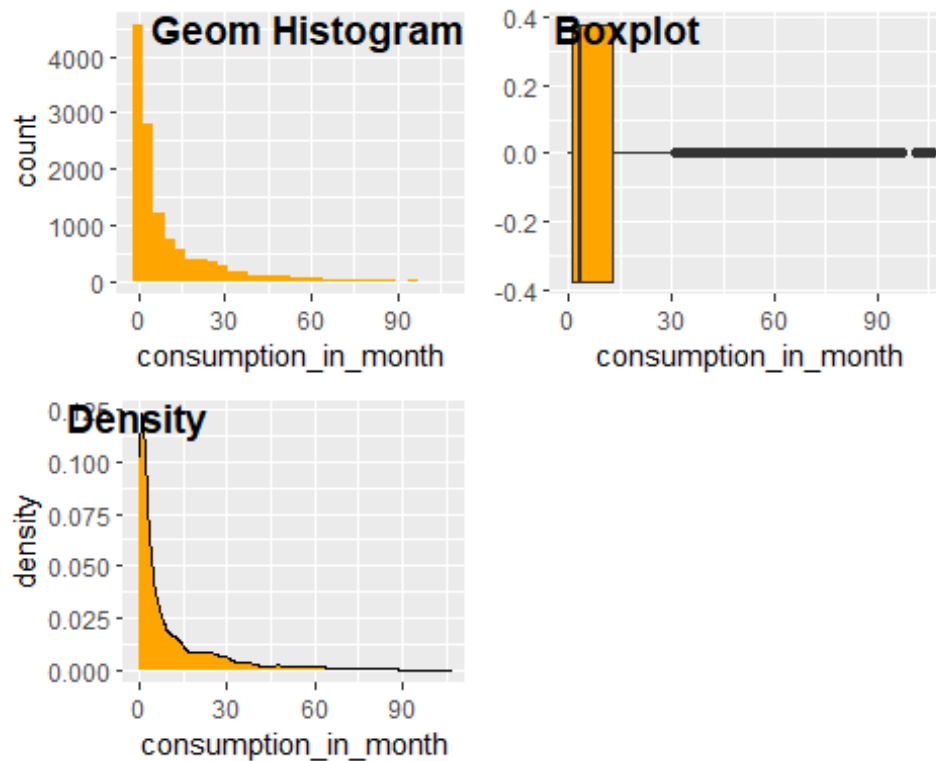 Geom Histogram
4000
3000
2000
1000
0
count
0 30 60 90
consumption_in_month
Boxplot
0.4
0.2
0.0
-0.2
-0.4
0 30 60 90
consumption_in_month
Density
0.125
0.100
0.075
0.050
0.025
0.000
density
0 30 60 90
consumption_in_month